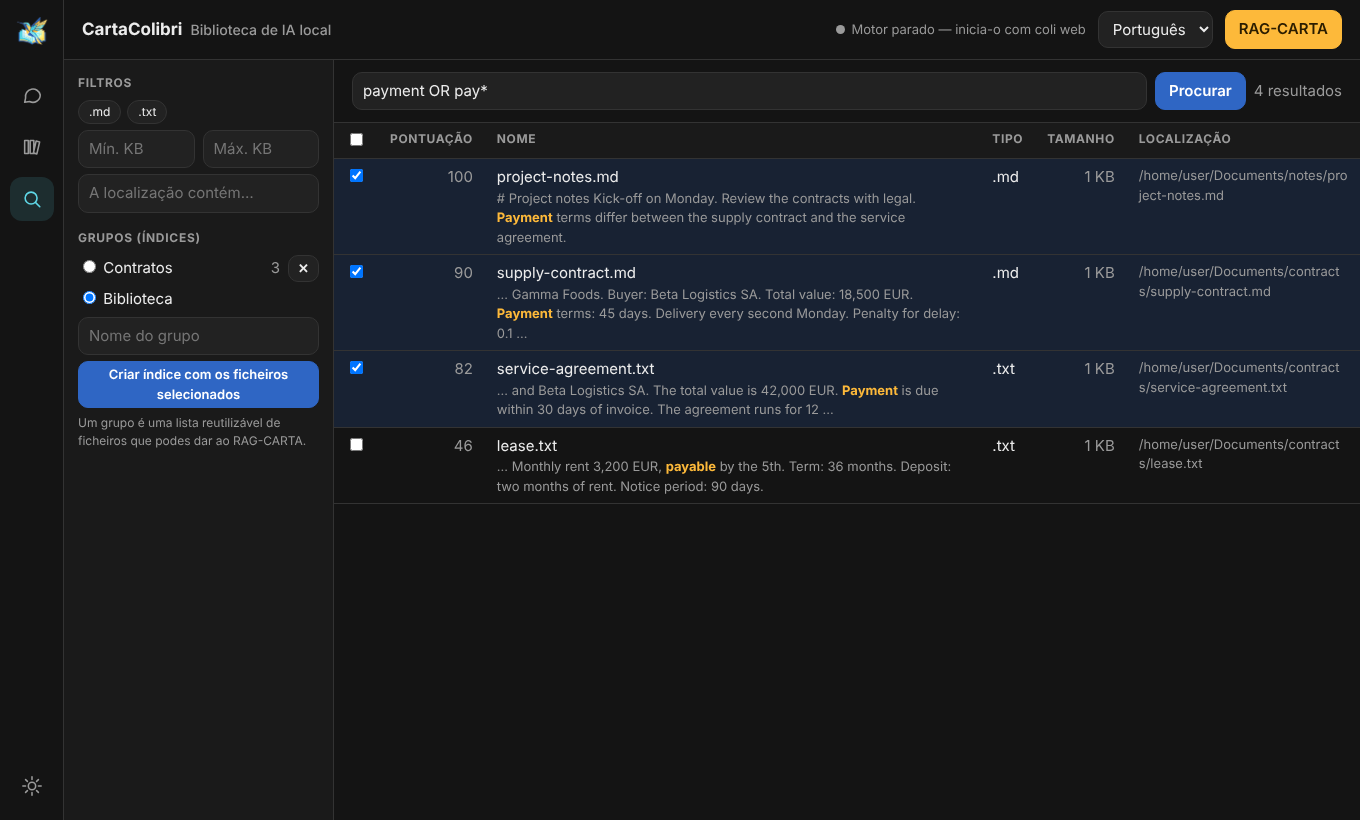 CartaColibri Biblioteca de IA local
Motor parado — inicia-o com coli web
Português
RAG-CARTA
FILTROS
.md
.txt
Mín. KB
Máx. KB
A localização contém…
GRUPOS (ÍNDICES)
Contratos 3 ×
Biblioteca
Nome do grupo
Criar índice com os ficheiros
selecionados
Um grupo é uma lista reutilizável de
ficheiros que podes dar ao RAG-CARTA.
payment OR pay*
Procurar
4 resultados
PONTUAÇÃO NOME TIPO TAMANHO LOCALIZAÇÃO
100 project-notes.md .md 1 KB /home/user/Documents/notes/pro
ject-notes.md
# Project notes Kick-off on Monday. Review the contracts with legal.
Payment terms differ between the supply contract and the service
agreement.
90 supply-contract.md .md 1 KB /home/user/Documents/contract
s/supply-contract.md
… Gamma Foods. Buyer: Beta Logistics SA. Total value: 18,500 EUR.
Payment terms: 45 days. Delivery every second Monday. Penalty for delay:
0.1 …
82 service-agreement.txt .txt 1 KB /home/user/Documents/contract
s/service-agreement.txt
… and Beta Logistics SA. The total value is 42,000 EUR. Payment is due
within 30 days of invoice. The agreement runs for 12 …
46 lease.txt .txt 1 KB /home/user/Documents/contract
s/lease.txt
… Monthly rent 3,200 EUR, payable by the 5th. Term: 36 months. Deposit:
two months of rent. Notice period: 90 days.